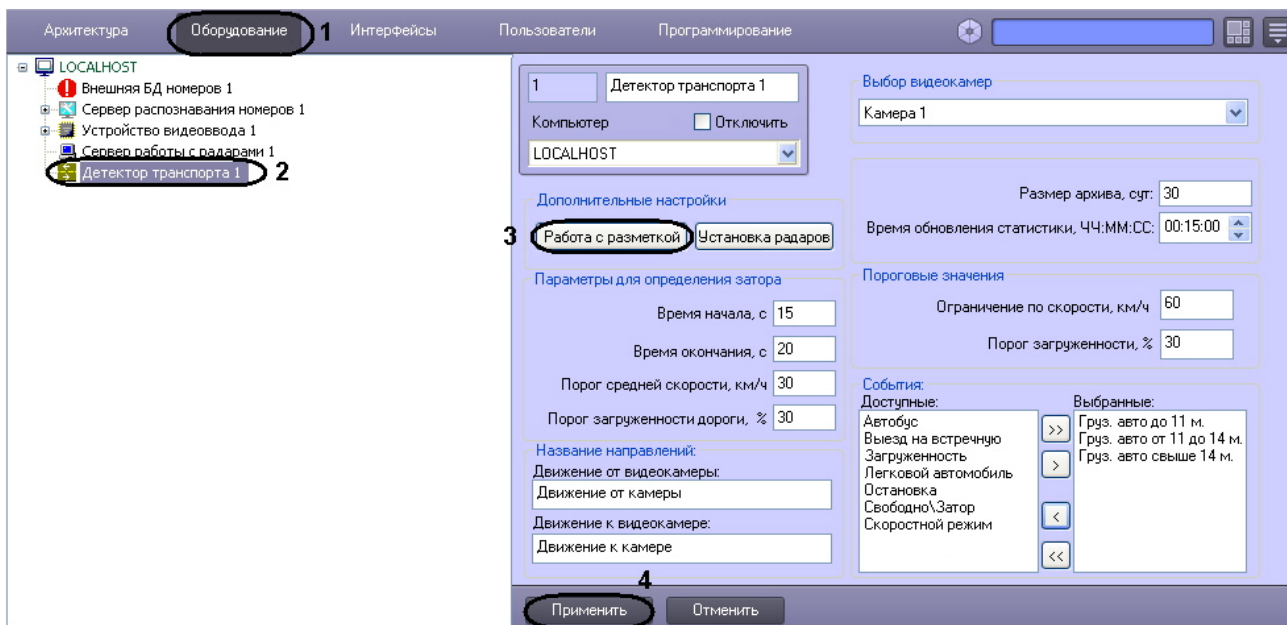 Архитектура Оборудование 1 Интерфейсы Пользователи Программирование
LOCALHOST
Внешняя БД номеров 1
Сервер распознавания номеров 1
Устройство видеоввода 1
Сервер работы с радарами 1
Детектор транспорта 1 2
1 Детектор транспорта 1
Компьютер Отключить
LOCALHOST
Выбор видеокамер
Камера 1
Дополнительные настройки
3 Работа с разметкой Установка радаров
Размер архива, сут: 30
Время обновления статистики, ЧЧ:ММ:СС: 00:15:00
Параметры для определения затора
Время начала, с 15
Время окончания, с 20
Порог средней скорости, км/ч 30
Порог загруженности дороги, % 30
Пороговые значения
Ограничение по скорости, км/ч 60
Порог загруженности, % 30
Название направлений:
Движение от видеокамеры:
Движение от камеры
Движение к видеокамере:
Движение к камере
События:
Доступные:
Автобус
Выезд на встречную
Загруженность
Легковой автомобиль
Остановка
Свободно\Затор
Скоростной режим
>>
>
<
<<
Выбранные:
Груз. авто до 11 м.
Груз. авто от 11 до 14 м.
Груз. авто свыше 14 м.
4
Применить Отменить